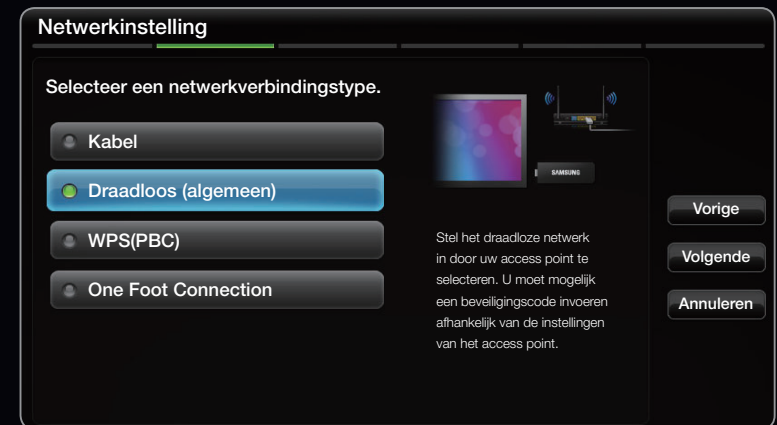 Netwerkinstelling
Selecteer een netwerkverbindingstype.
Kabel
Draadloos (algemeen)
WPS(PBC)
One Foot Connection
SAMSUNG
Stel het draadloze netwerk
in door uw access point te
selecteren. U moet mogelijk
een beveiligingscode invoeren
afhankelijk van de instellingen
van het access point.
Vorige
Volgende
Annuleren